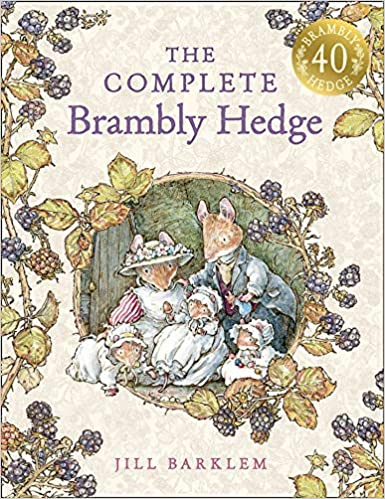 THE
COMPLETE
Brambly Hedge
BRAMBLY
40
HEDGE
JILL BARKLEM